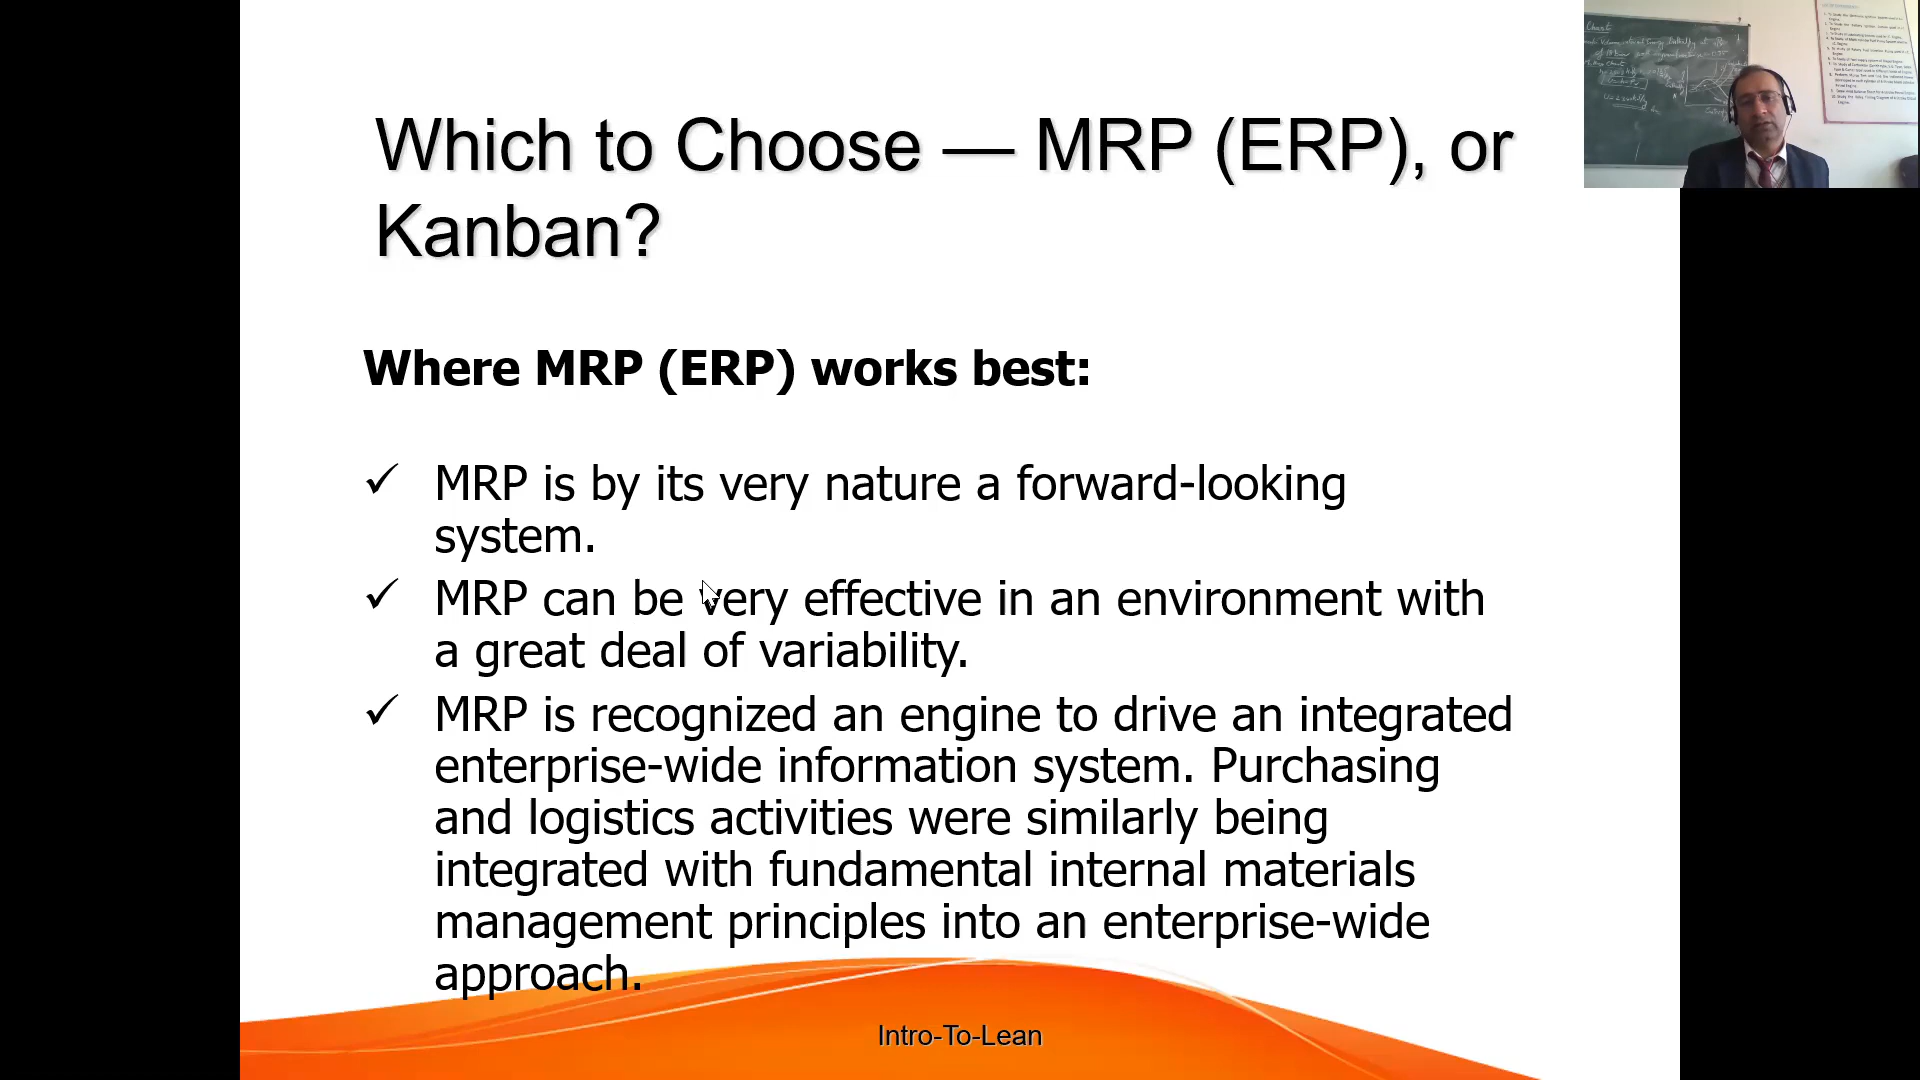 Which to Choose — MRP (ERP), or
Kanban?
Where MRP (ERP) works best:
✓ MRP is by its very nature a forward-looking
system.
✓ MRP can be very effective in an environment with
a great deal of variability.
✓ MRP is recognized an engine to drive an integrated
enterprise-wide information system. Purchasing
and logistics activities were similarly being
integrated with fundamental internal materials
management principles into an enterprise-wide
approach.
Intro-To-Lean